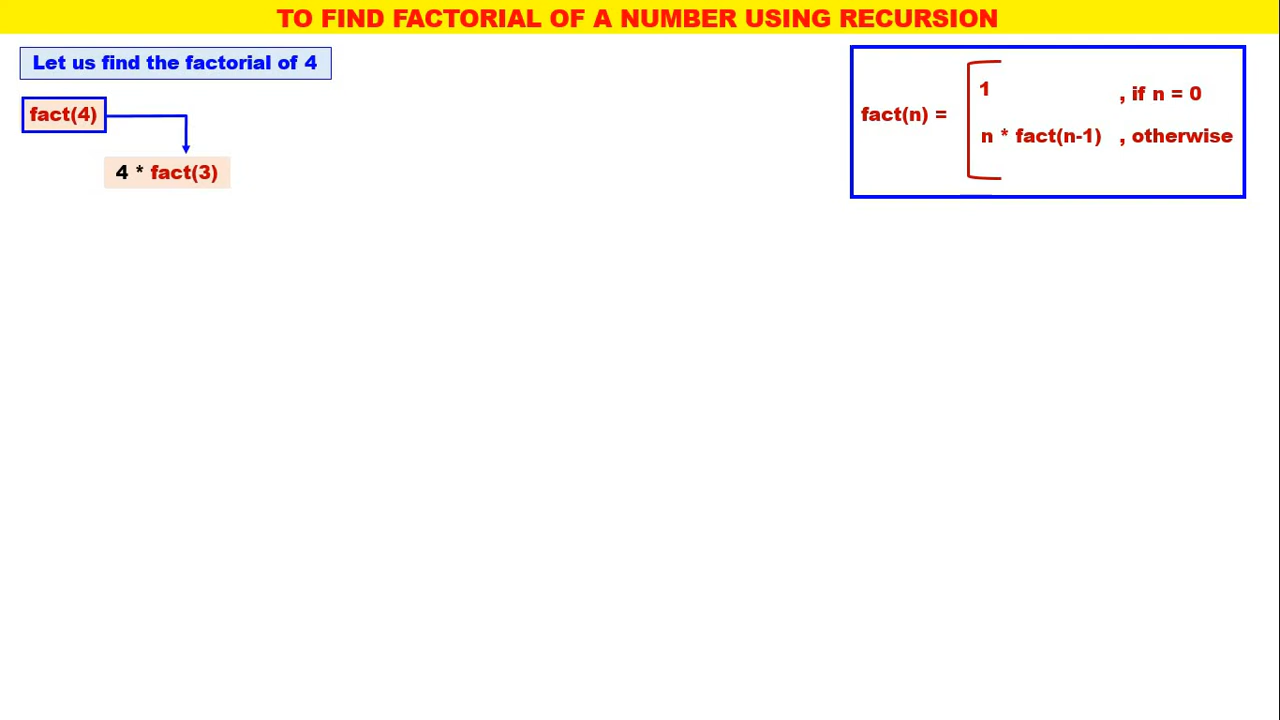 TO FIND FACTORIAL OF A NUMBER USING RECURSION
Let us find the factorial of 4
fact(4)
4 * fact(3)
fact(n) =
1 , if n = 0
n * fact(n-1) , otherwise